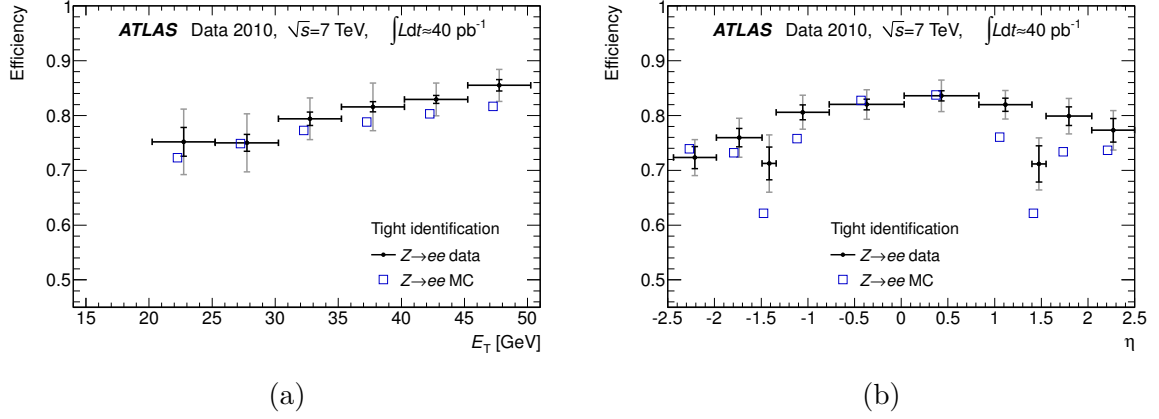 Efficiency
1
0.9
0.8
0.7
0.6
0.5
ATLAS Data 2010, √s=7 TeV, ∫Ldt≈40 pb⁻¹
Tight identification
Z→ee data
Z→ee MC
15 20 25 30 35 40 45 50
E_T [GeV]
(a)
Efficiency
1
0.9
0.8
0.7
0.6
0.5
ATLAS Data 2010, √s=7 TeV, ∫Ldt≈40 pb⁻¹
Tight identification
Z→ee data
Z→ee MC
-2.5 -2 -1.5 -1 -0.5 0 0.5 1 1.5 2 2.5
η
(b)